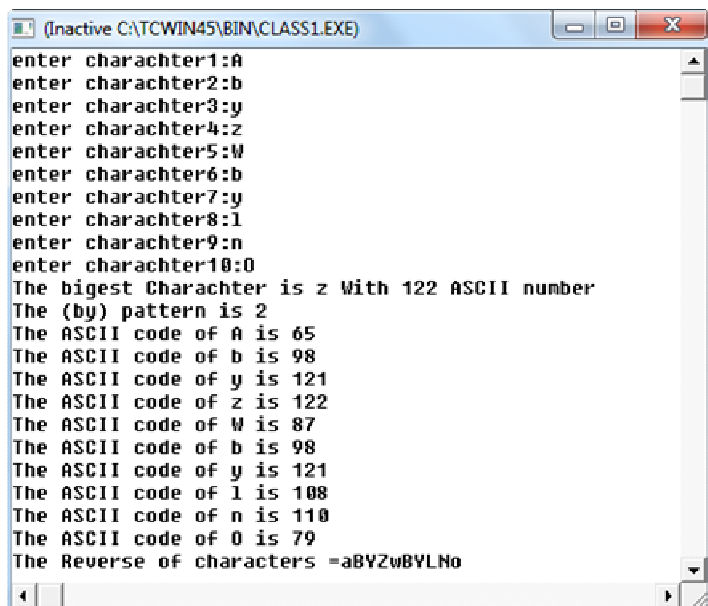 (Inactive C:\TCWIN45\BIN\CLASS1.EXE)
enter charachter1:A
enter charachter2:b
enter charachter3:y
enter charachter4:z
enter charachter5:W
enter charachter6:b
enter charachter7:y
enter charachter8:l
enter charachter9:n
enter charachter10:O
The bigest Charachter is z With 122 ASCII number
The (by) pattern is 2
The ASCII code of A is 65
The ASCII code of b is 98
The ASCII code of y is 121
The ASCII code of z is 122
The ASCII code of W is 87
The ASCII code of b is 98
The ASCII code of y is 121
The ASCII code of l is 108
The ASCII code of n is 110
The ASCII code of O is 79
The Reverse of characters =aBYZwBYLNo